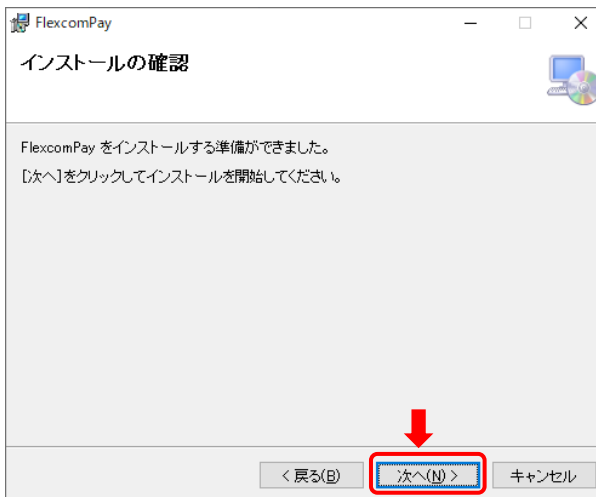 FlexcomPay
インストールの確認
FlexcomPay をインストールする準備ができました。
[次へ]をクリックしてインストールを開始してください。
< 戻る(B)
次へ(N) >
キャンセル